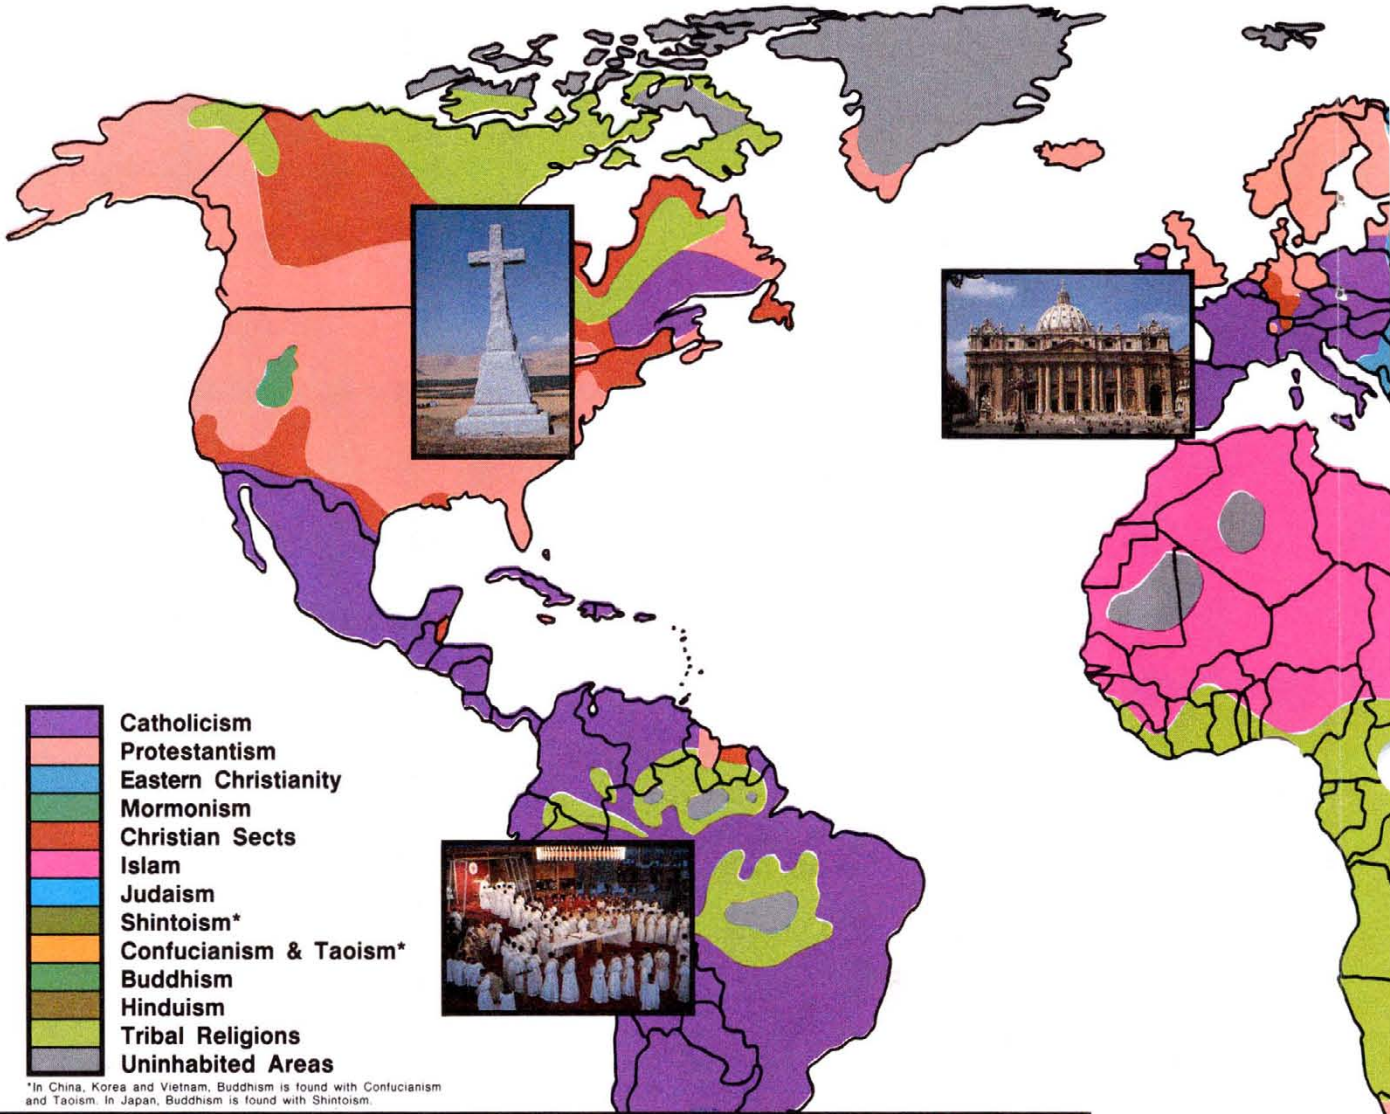 Catholicism
Protestantism
Eastern Christianity
Mormonism
Christian Sects
Islam
Judaism
Shintoism*
Confucianism & Taoism*
Buddhism
Hinduism
Tribal Religions
Uninhabited Areas
*In China, Korea and Vietnam, Buddhism is found with Confucianism
and Taoism. In Japan, Buddhism is found with Shintoism.